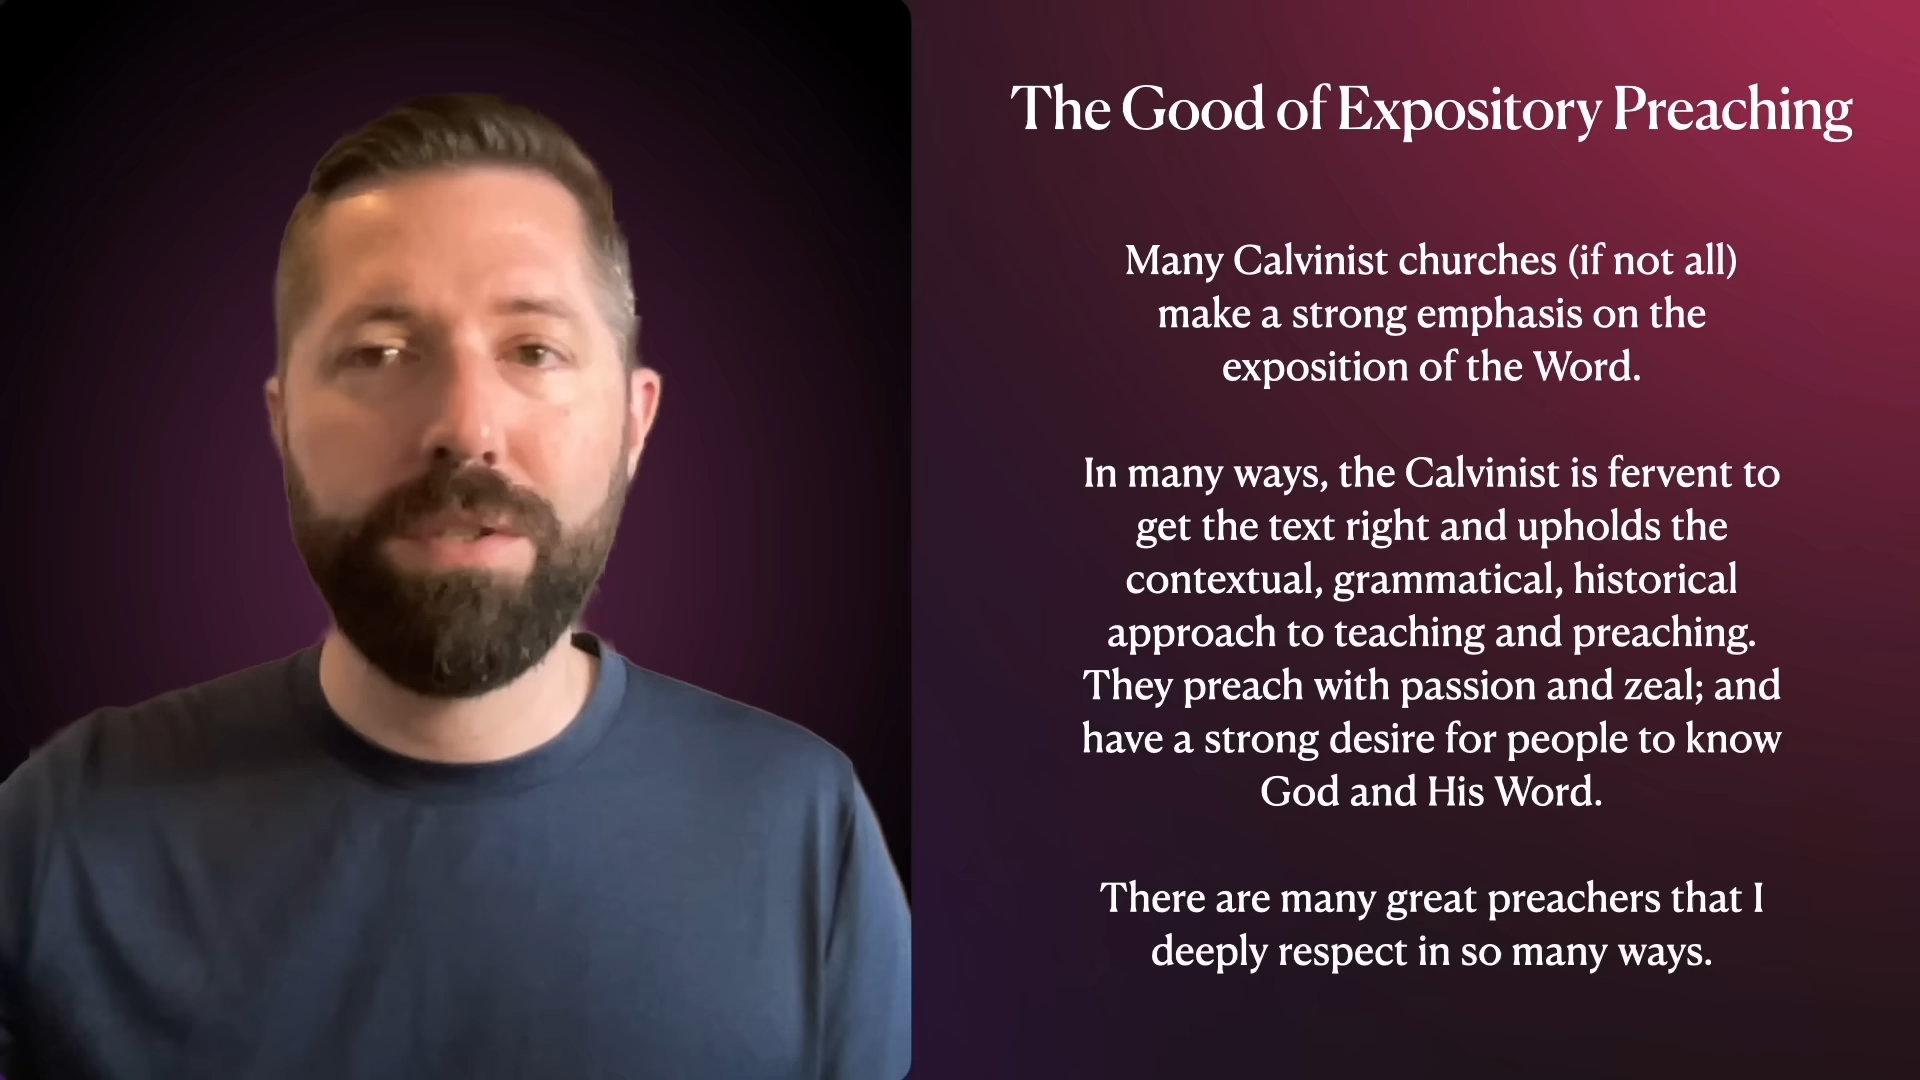 The Good of Expository Preaching
Many Calvinist churches (if not all)
make a strong emphasis on the
exposition of the Word.
In many ways, the Calvinist is fervent to
get the text right and upholds the
contextual, grammatical, historical
approach to teaching and preaching.
They preach with passion and zeal; and
have a strong desire for people to know
God and His Word.
There are many great preachers that I
deeply respect in so many ways.